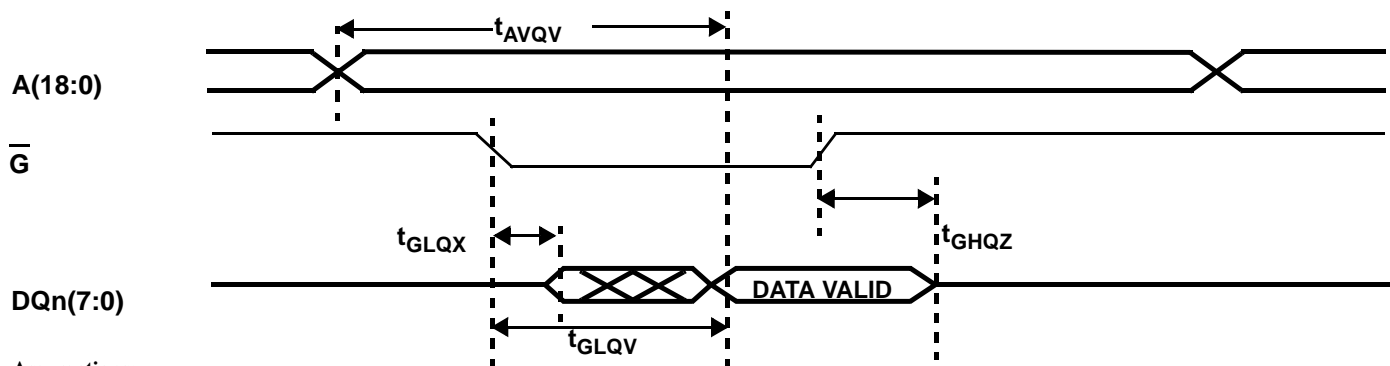 tAVQV
A(18:0)
G
tGLQX
tGHQZ
DQn(7:0)
DATA VALID
tGLQV